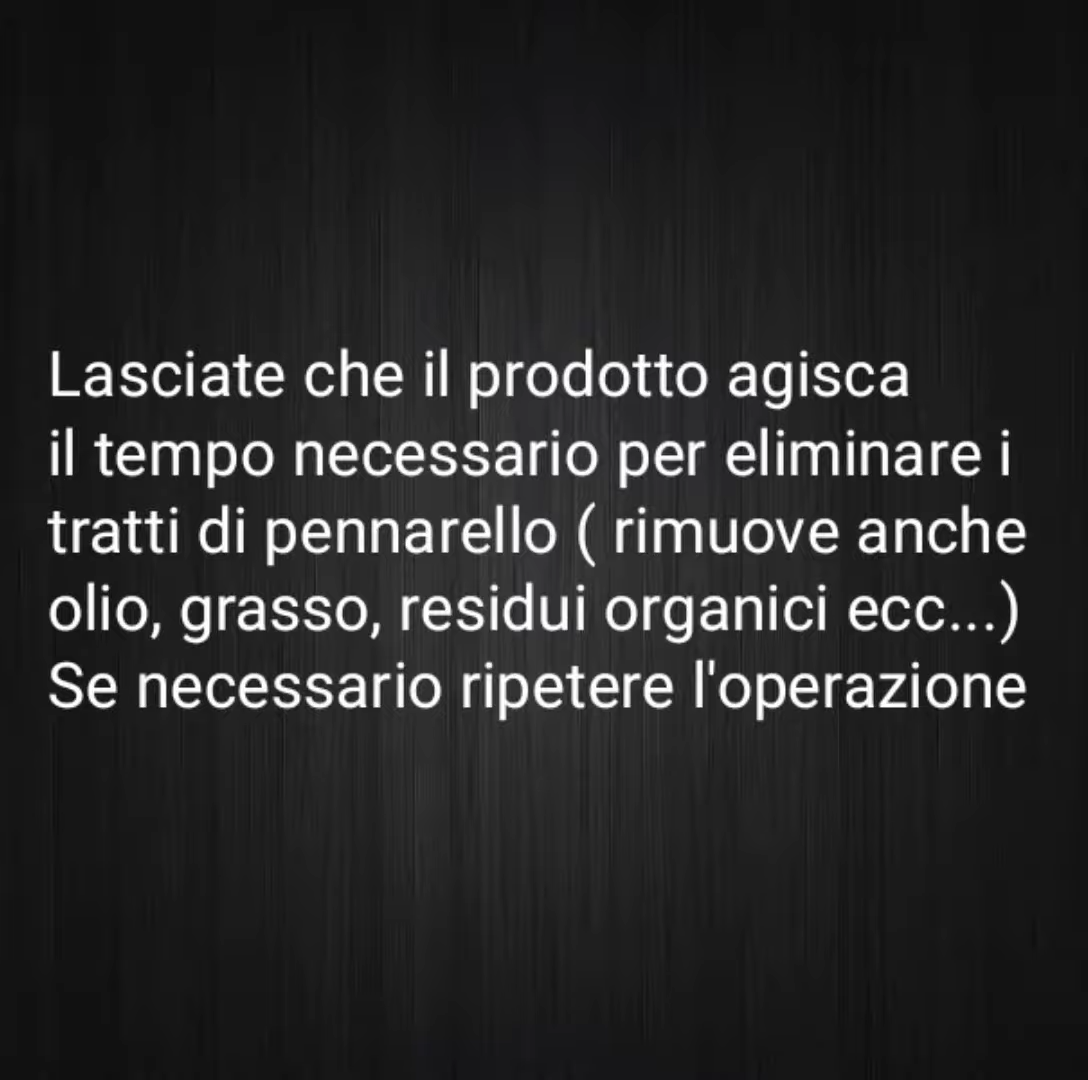 Lasciate che il prodotto agisca
il tempo necessario per eliminare i
tratti di pennarello ( rimuove anche
olio, grasso, residui organici ecc...)
Se necessario ripetere l'operazione